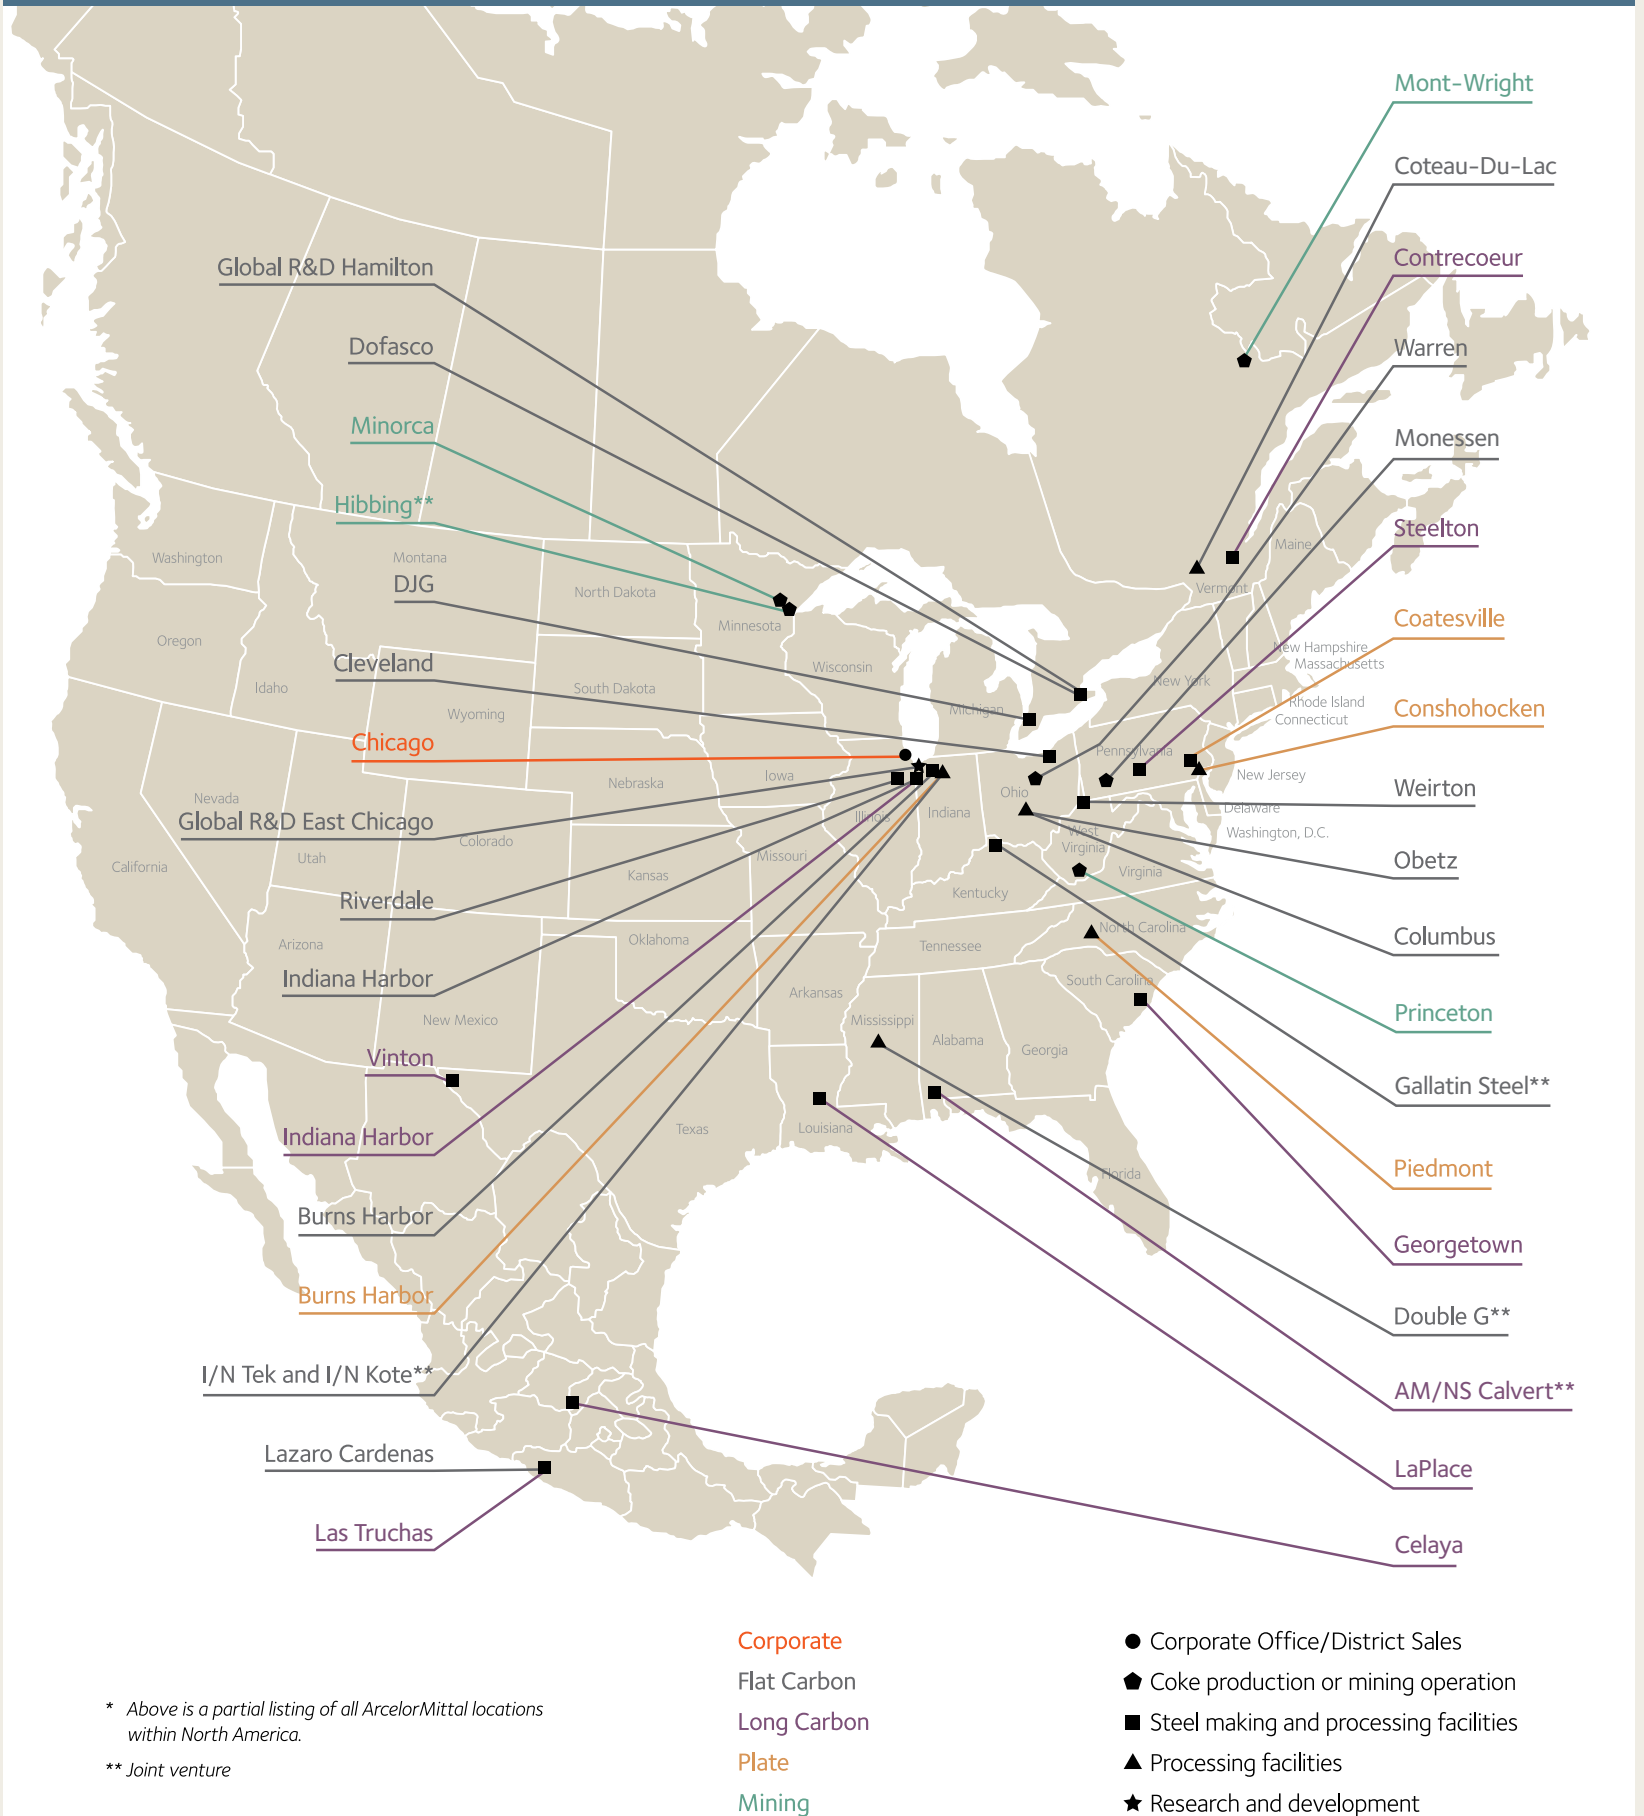 Mont-Wright
Coteau-Du-Lac
Contrecoeur
Warren
Monessen
Steelton
Coatesville
Conshohocken
Weirton
Obetz
Columbus
Princeton
Gallatin Steel**
Piedmont
Georgetown
Double G**
AM/NS Calvert**
LaPlace
Celaya
Global R&D Hamilton
Dofasco
Minorca
Hibbing**
DJG
Cleveland
Chicago
Global R&D East Chicago
Riverdale
Indiana Harbor
Vinton
Indiana Harbor
Burns Harbor
Burns Harbor
I/N Tek and I/N Kote**
Lazaro Cardenas
Las Truchas
Washington
Montana
North Dakota
Minnesota
Oregon
Idaho
Wyoming
South Dakota
Wisconsin
Michigan
New York
Vermont
Maine
New Hampshire
Massachusetts
Rhode Island
Connecticut
Pennsylvania
New Jersey
Delaware
Washington, D.C.
Nevada
Utah
Colorado
Nebraska
Iowa
Illinois
Indiana
Ohio
West
Virginia
Virginia
California
Kansas
Missouri
Kentucky
Arizona
New Mexico
Oklahoma
Arkansas
Tennessee
North Carolina
South Carolina
Mississippi
Alabama
Georgia
Texas
Louisiana
Florida
* Above is a partial listing of all ArcelorMittal locations
within North America.
** Joint venture
Corporate
Flat Carbon
Long Carbon
Plate
Mining
Corporate Office/District Sales
Coke production or mining operation
Steel making and processing facilities
Processing facilities
Research and development